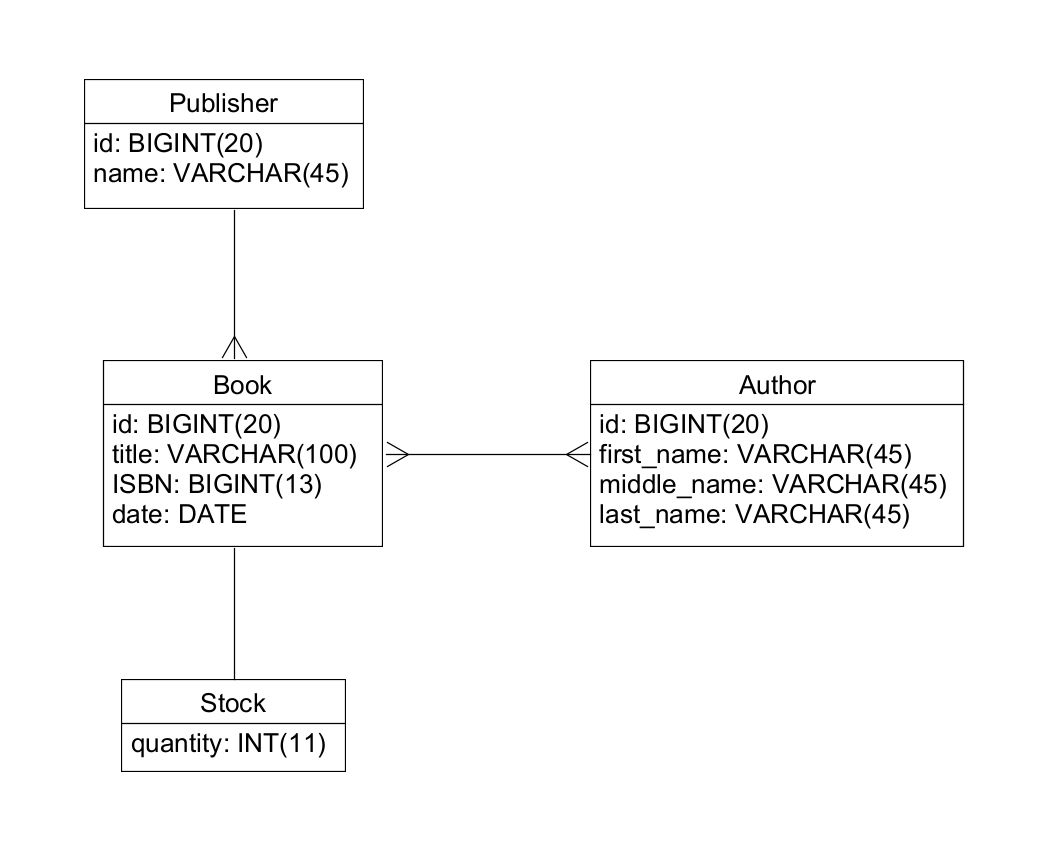 Publisher
id: BIGINT(20)
name: VARCHAR(45)
Book
id: BIGINT(20)
title: VARCHAR(100)
ISBN: BIGINT(13)
date: DATE
Author
id: BIGINT(20)
first_name: VARCHAR(45)
middle_name: VARCHAR(45)
last_name: VARCHAR(45)
Stock
quantity: INT(11)